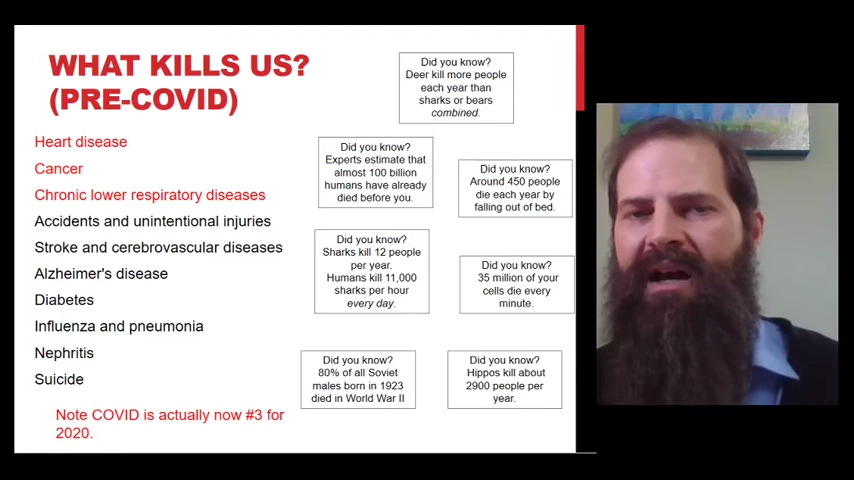 WHAT KILLS US?
(PRE-COVID)
Heart disease
Cancer
Chronic lower respiratory diseases
Accidents and unintentional injuries
Stroke and cerebrovascular diseases
Alzheimer's disease
Diabetes
Influenza and pneumonia
Nephritis
Suicide
Note COVID is actually now #3 for
2020.
Did you know?
Deer kill more people
each year than
sharks or bears
combined.
Did you know?
Experts estimate that
almost 100 billion
humans have already
died before you.
Did you know?
Around 450 people
die each year by
falling out of bed.
Did you know?
Sharks kill 12 people
per year.
Humans kill 11,000
sharks per hour
every day.
Did you know?
35 million of your
cells die every
minute.
Did you know?
80% of all Soviet
males born in 1923
died in World War II
Did you know?
Hippos kill about
2900 people per
year.